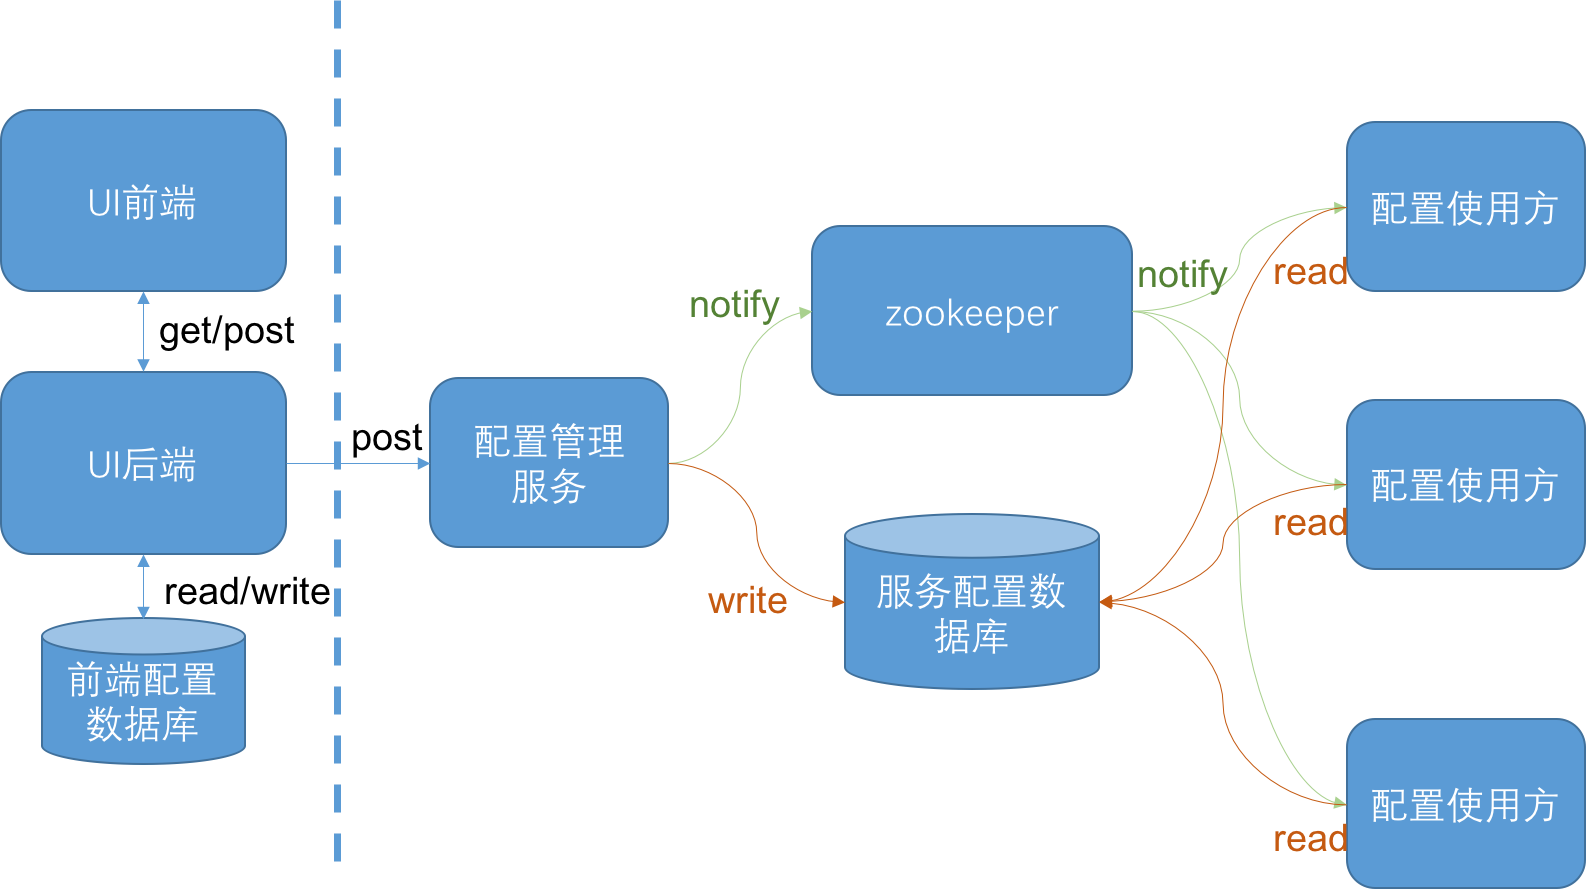 UI前端
get/post
UI后端
read/write
前端配置
数据库
post
配置管理
服务
notify
write
zookeeper
服务配置数
据库
notify
read
配置使用方
read
配置使用方
read
配置使用方